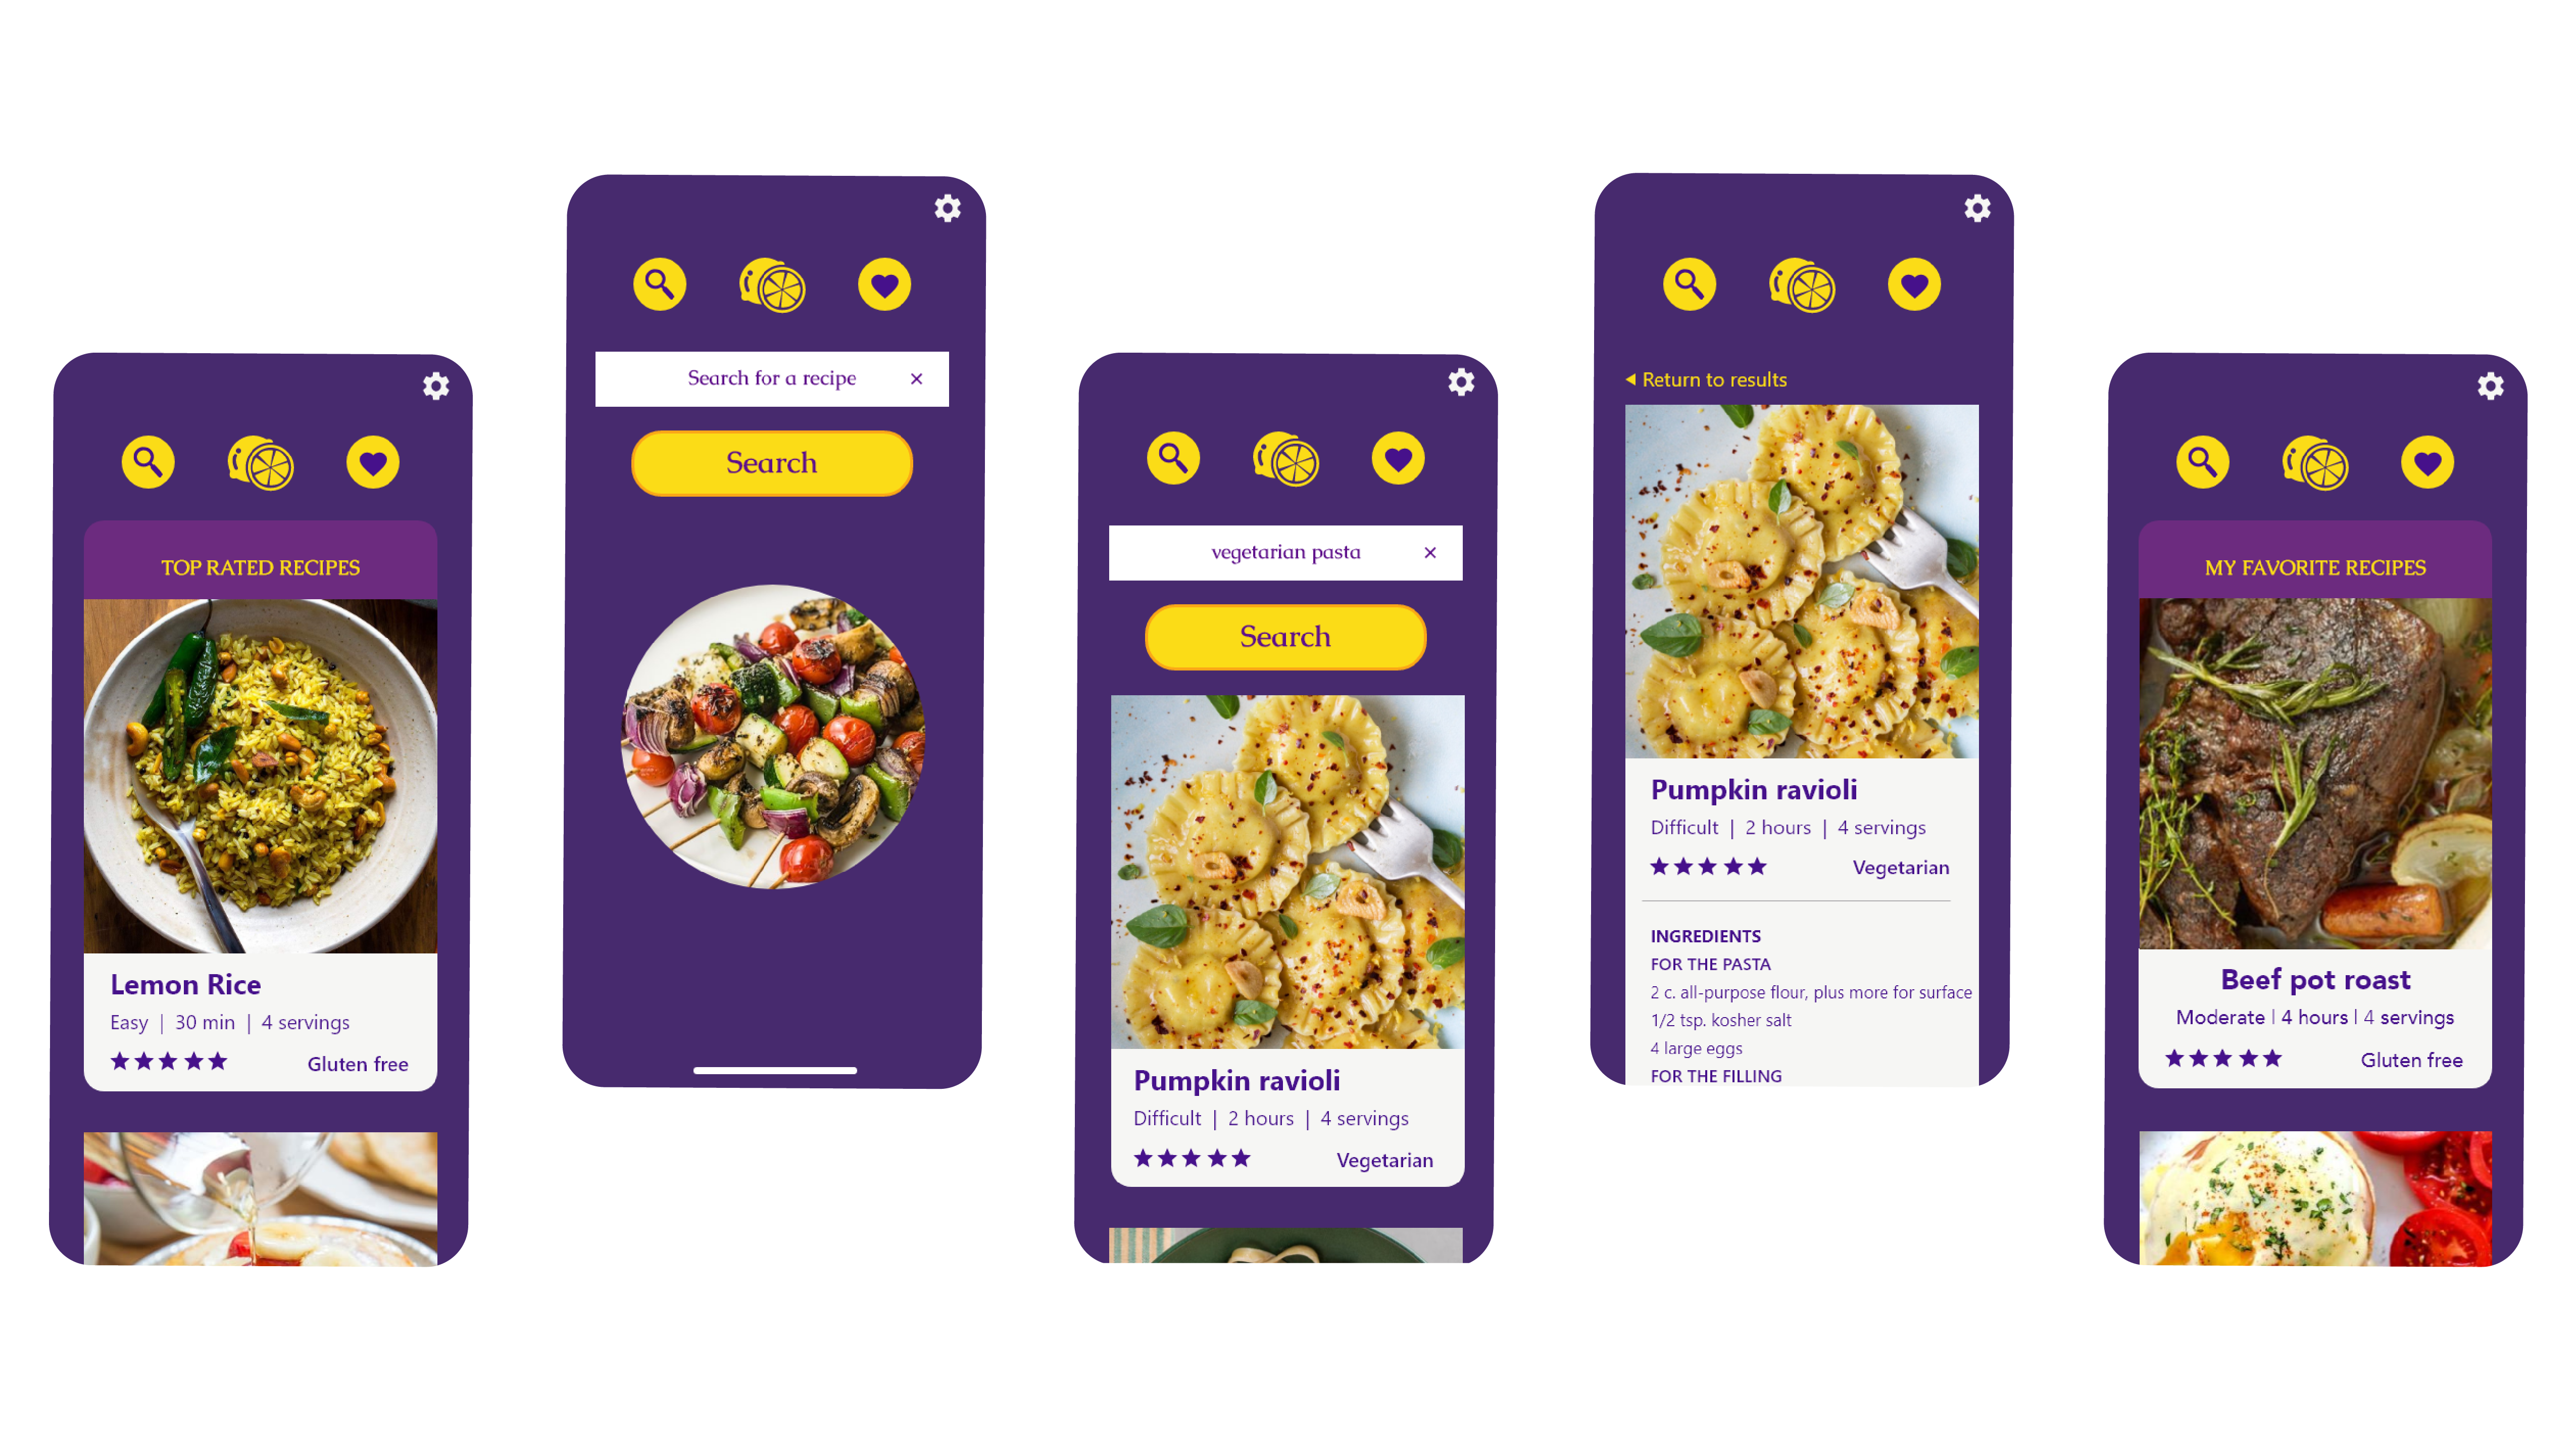 TOP RATED RECIPES
Lemon Rice
Easy | 30 min | 4 servings
Gluten free
Search for a recipe ×
Search
vegetarian pasta ×
Search
Pumpkin ravioli
Difficult | 2 hours | 4 servings
Vegetarian
Return to results
Pumpkin ravioli
Difficult | 2 hours | 4 servings
Vegetarian
INGREDIENTS
FOR THE PASTA
2 c. all-purpose flour, plus more for surface
1/2 tsp. kosher salt
4 large eggs
FOR THE FILLING
MY FAVORITE RECIPES
Beef pot roast
Moderate | 4 hours | 4 servings
Gluten free